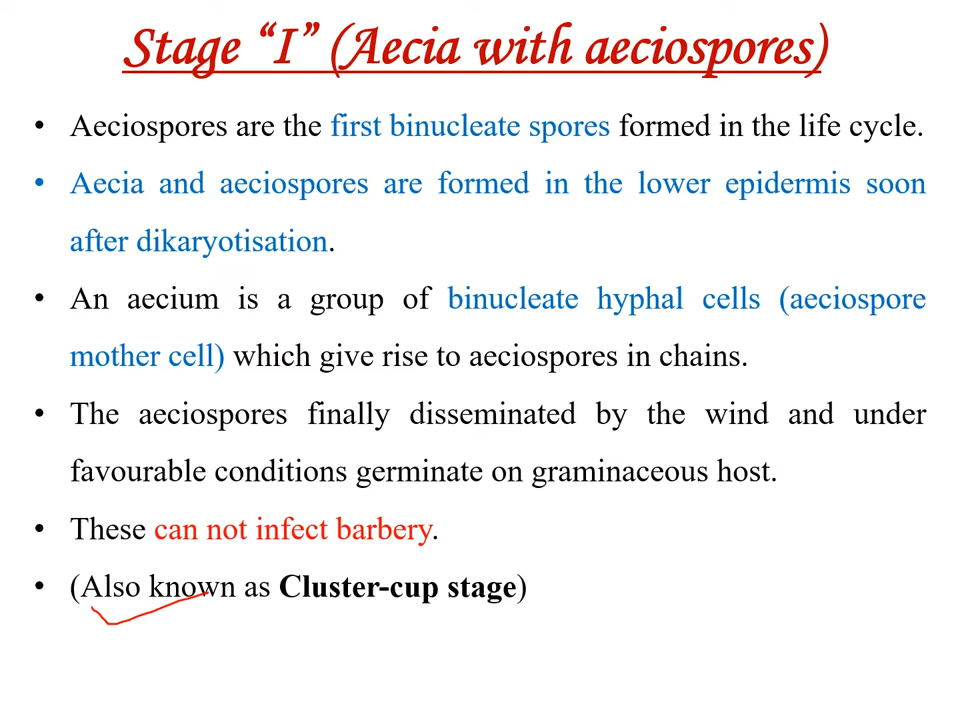 Stage “I” (Aecia with aeciospores)
• Aeciospores are the first binucleate spores formed in the life cycle.
• Aecia and aeciospores are formed in the lower epidermis soon
after dikaryotisation.
• An aecium is a group of binucleate hyphal cells (aeciospore
mother cell) which give rise to aeciospores in chains.
• The aeciospores finally disseminated by the wind and under
favourable conditions germinate on graminaceous host.
• These can not infect barbery.
• (Also known as Cluster-cup stage)